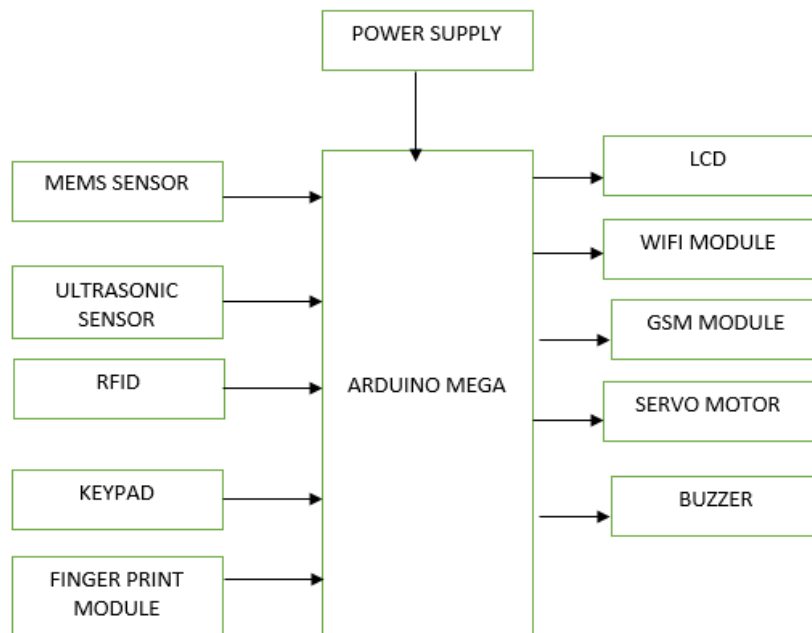 POWER SUPPLY
MEMS SENSOR
ULTRASONIC
SENSOR
RFID
KEYPAD
FINGER PRINT
MODULE
ARDUINO MEGA
LCD
WIFI MODULE
GSM MODULE
SERVO MOTOR
BUZZER